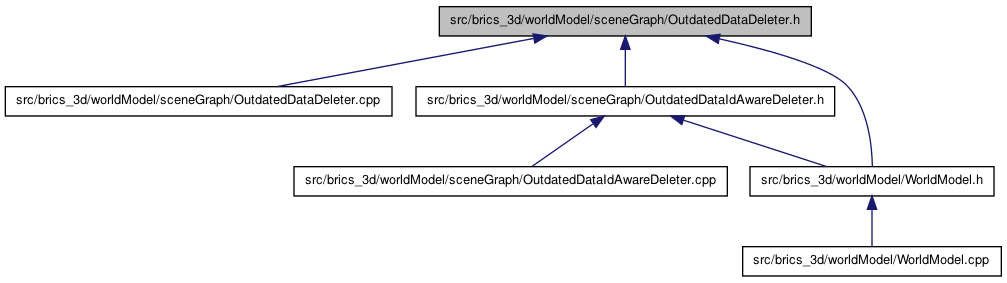 src/brics_3d/worldModel/sceneGraph/OutdatedDataDeleter.h
src/brics_3d/worldModel/sceneGraph/OutdatedDataDeleter.cpp
src/brics_3d/worldModel/sceneGraph/OutdatedDataIdAwareDeleter.h
src/brics_3d/worldModel/sceneGraph/OutdatedDataIdAwareDeleter.cpp
src/brics_3d/worldModel/WorldModel.h
src/brics_3d/worldModel/WorldModel.cpp